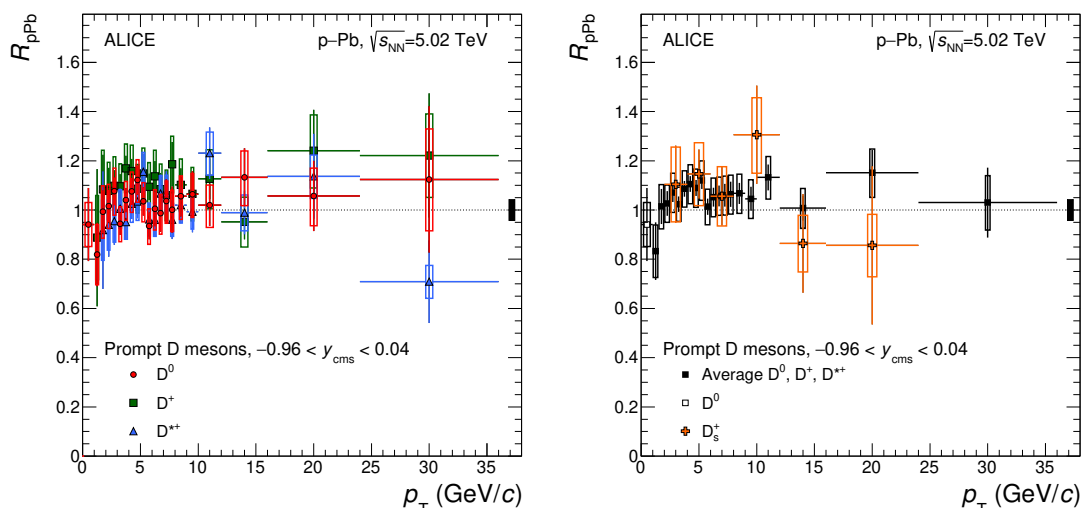 R_pPb
ALICE
p–Pb, √s_NN=5.02 TeV
1.6
1.4
1.2
1
0.8
0.6
0.4
0.2
0
Prompt D mesons, –0.96 < y_cms < 0.04
D⁰
D⁺
D*⁺
0 5 10 15 20 25 30 35
p_T (GeV/c)
R_pPb
ALICE
p–Pb, √s_NN=5.02 TeV
1.6
1.4
1.2
1
0.8
0.6
0.4
0.2
0
Prompt D mesons, –0.96 < y_cms < 0.04
Average D⁰, D⁺, D*⁺
D⁰
D_s⁺
0 5 10 15 20 25 30 35
p_T (GeV/c)